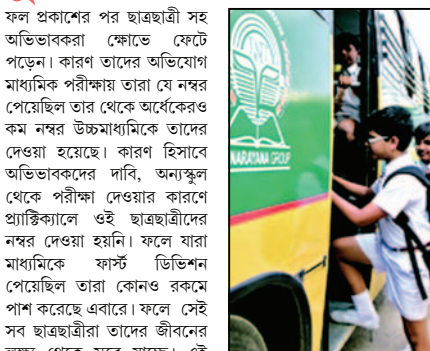 ফল প্রকাশের পর ছাত্রছাত্রী সহ
অভিভাবকরা ক্ষোভে ফেটে
পড়েন। কারণ তাদের অভিযোগ
মাধ্যমিক পরীক্ষায় তারা যে নম্বর
পেয়েছিল তার থেকে অর্ধেকেরও
কম নম্বর উচ্চমাধ্যমিকে তাদের
দেওয়া হয়েছে। কারণ হিসাবে
অভিভাবকদের দাবি, অন্যস্কুল
থেকে পরীক্ষা দেওয়ার কারণে
প্র্যাক্টিক্যালে ওই ছাত্রছাত্রীদের
নম্বর দেওয়া হয়নি। ফলে যারা
মাধ্যমিকে ফার্স্ট ডিভিশন
পেয়েছিল তারা কোনও রকমে
পাশ করেছে এবারে। ফলে সেই
সব ছাত্রছাত্রীরা তাদের জীবনের
NARAYANA GROUP